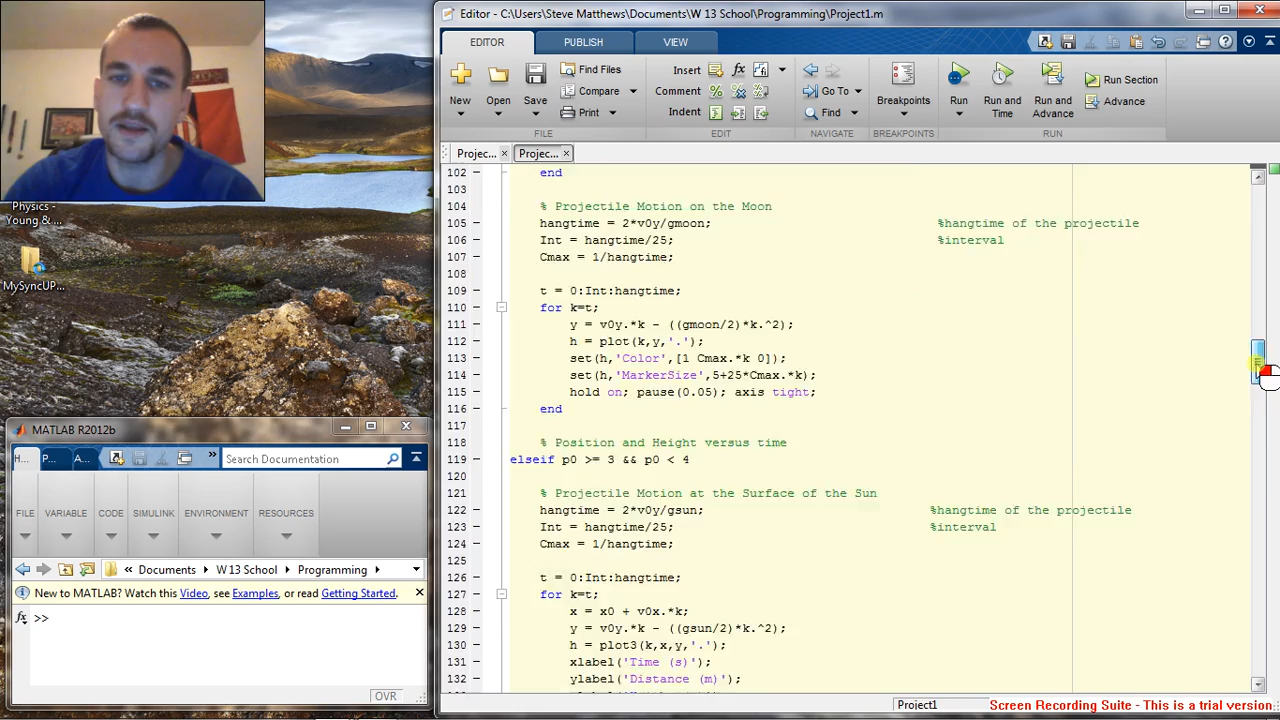 Editor - C:\Users\Steve Matthews\Documents\W 13 School\Programming\Project1.m
EDITOR PUBLISH VIEW
New Open Save Find Files Compare Print
Insert Comment Indent
Go To Find
Breakpoints
Run Run and Time Run and Advance Run Section Advance
FILE EDIT NAVIGATE BREAKPOINTS RUN
Projec... Projec...
102 end
103
104 % Projectile Motion on the Moon
105 hangtime = 2*v0y/gmoon; %hangtime of the projectile
106 Int = hangtime/25; %interval
107 Cmax = 1/hangtime;
108
109 t = 0:Int:hangtime;
110 for k=t;
111 y = v0y.*k - ((gmoon/2)*k.^2);
112 h = plot(k,y,'.');
113 set(h,'Color',[1 Cmax.*k 0]);
114 set(h,'MarkerSize',5+25*Cmax.*k);
115 hold on; pause(0.05); axis tight;
116 end
117
118 % Position and Height versus time
119 elseif p0 >= 3 && p0 < 4
120
121 % Projectile Motion at the Surface of the Sun
122 hangtime = 2*v0y/gsun; %hangtime of the projectile
123 Int = hangtime/25; %interval
124 Cmax = 1/hangtime;
125
126 t = 0:Int:hangtime;
127 for k=t;
128 x = x0 + v0x.*k;
129 y = v0y.*k - ((gsun/2)*k.^2);
130 h = plot3(k,x,y,'.');
131 xlabel('Time (s)');
132 ylabel('Distance (m)');
Project1
Screen Recording Suite - This is a trial version
Physics -
Young & ...
MySyncUP...
MATLAB R2012b
H... P... A... » Search Documentation
FILE VARIABLE CODE SIMULINK ENVIRONMENT RESOURCES
« Documents W 13 School Programming
New to MATLAB? Watch this Video, see Examples, or read Getting Started.
fx >>
OVR